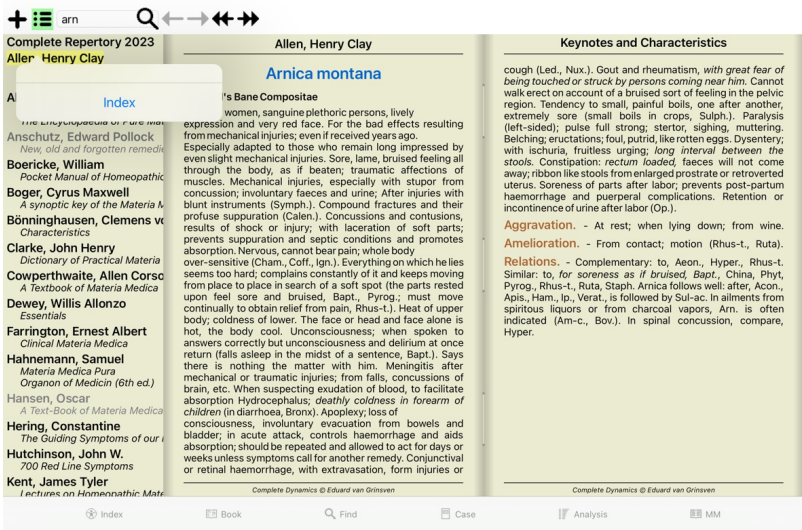 arn
Complete Repertory 2023
Allen, Henry Clay
Index
The Encyclopaedia of Pure Mat
Anschutz, Edward Pollock
New, old and forgotten remedie
Boericke, William
Pocket Manual of Homeopathic
Boger, Cyrus Maxwell
A synoptic key of the Materia M
Bönninghausen, Clemens vo
Characteristics
Clarke, John Henry
Dictionary of Practical Materia
Cowperthwaite, Allen Corso
A Textbook of Materia Medica
Dewey, Willis Allonzo
Essentials
Farrington, Ernest Albert
Clinical Materia Medica
Hahnemann, Samuel
Materia Medica Pura
Organon of Medicin (6th ed.)
Hansen, Oscar
A Text-Book of Materia Medica
Hering, Constantine
The Guiding Symptoms of our
Hutchinson, John W.
700 Red Line Symptoms
Kent, James Tyler
Lectures on Homeopathic Mate
Allen, Henry Clay
Arnica montana
's Bane Compositae
women, sanguine plethoric persons, lively
expression and very red face. For the bad effects resulting
from mechanical injuries; even if received years ago.
Especially adapted to those who remain long impressed by
even slight mechanical injuries. Sore, lame, bruised feeling all
through the body, as if beaten; traumatic affections of
muscles. Mechanical injuries, especially with stupor from
concussion; involuntary faeces and urine; After injuries with
blunt instruments (Symph.). Compound fractures and their
profuse suppuration (Calen.). Concussions and contusions,
results of shock or injury; with laceration of soft parts;
prevents suppuration and septic conditions and promotes
absorption. Nervous, cannot bear pain; whole body
over-sensitive (Cham., Coff., Ign.). Everything on which he lies
seems too hard; complains constantly of it and keeps moving
from place to place in search of a soft spot (the parts rested
upon feel sore and bruised, Bapt., Pyrog.; must move
continually to obtain relief from pain, Rhus-t.). Heat of upper
body; coldness of lower. The face or head and face alone is
hot, the body cool. Unconsciousness; when spoken to
answers correctly but unconsciousness and delirium at once
return (falls asleep in the midst of a sentence, Bapt.). Says
there is nothing the matter with him. Meningitis after
mechanical or traumatic injuries; from falls, concussions of
brain, etc. When suspecting exudation of blood, to facilitate
absorption Hydrocephalus; deathly coldness in forearm of
children (in diarrhoea, Bronx). Apoplexy; loss of
consciousness, involuntary evacuation from bowels and
bladder; in acute attack, controls haemorrhage and aids
absorption; should be repeated and allowed to act for days or
weeks unless symptoms call for another remedy. Conjunctival
or retinal haemorrhage, with extravasation, form injuries or
Complete Dynamics © Eduard van Grinsven
Keynotes and Characteristics
cough (Led., Nux.). Gout and rheumatism, with great fear of
being touched or struck by persons coming near him. Cannot
walk erect on account of a bruised sort of feeling in the pelvic
region. Tendency to small, painful boils, one after another,
extremely sore (small boils in crops, Sulph.). Paralysis
(left-sided); pulse full strong; stertor, sighing, muttering.
Belching; eructations; foul, putrid, like rotten eggs. Dysentery;
with ischuria, fruitless urging; long interval between the
stools. Constipation: rectum loaded, faeces will not come
away; ribbon like stools from enlarged prostrate or retroverted
uterus. Soreness of parts after labor; prevents post-partum
haemorrhage and puerperal complications. Retention or
incontinence of urine after labor (Op.).
Aggravation. - At rest; when lying down; from wine.
Amelioration. - From contact; motion (Rhus-t., Ruta).
Relations. - Complementary: to, Aeon., Hyper., Rhus-t.
Similar: to, for soreness as if bruised, Bapt., China, Phyt,
Pyrog., Rhus-t., Ruta, Staph. Arnica follows well: after, Acon.,
Apis., Ham., Ip., Verat., is followed by Sul-ac. In ailments from
spiritous liquors or from charcoal vapors, Arn. is often
indicated (Am-c., Bov.). In spinal concussion, compare,
Hyper.
Complete Dynamics © Eduard van Grinsven
Index
Book
Find
Case
Analysis
MM